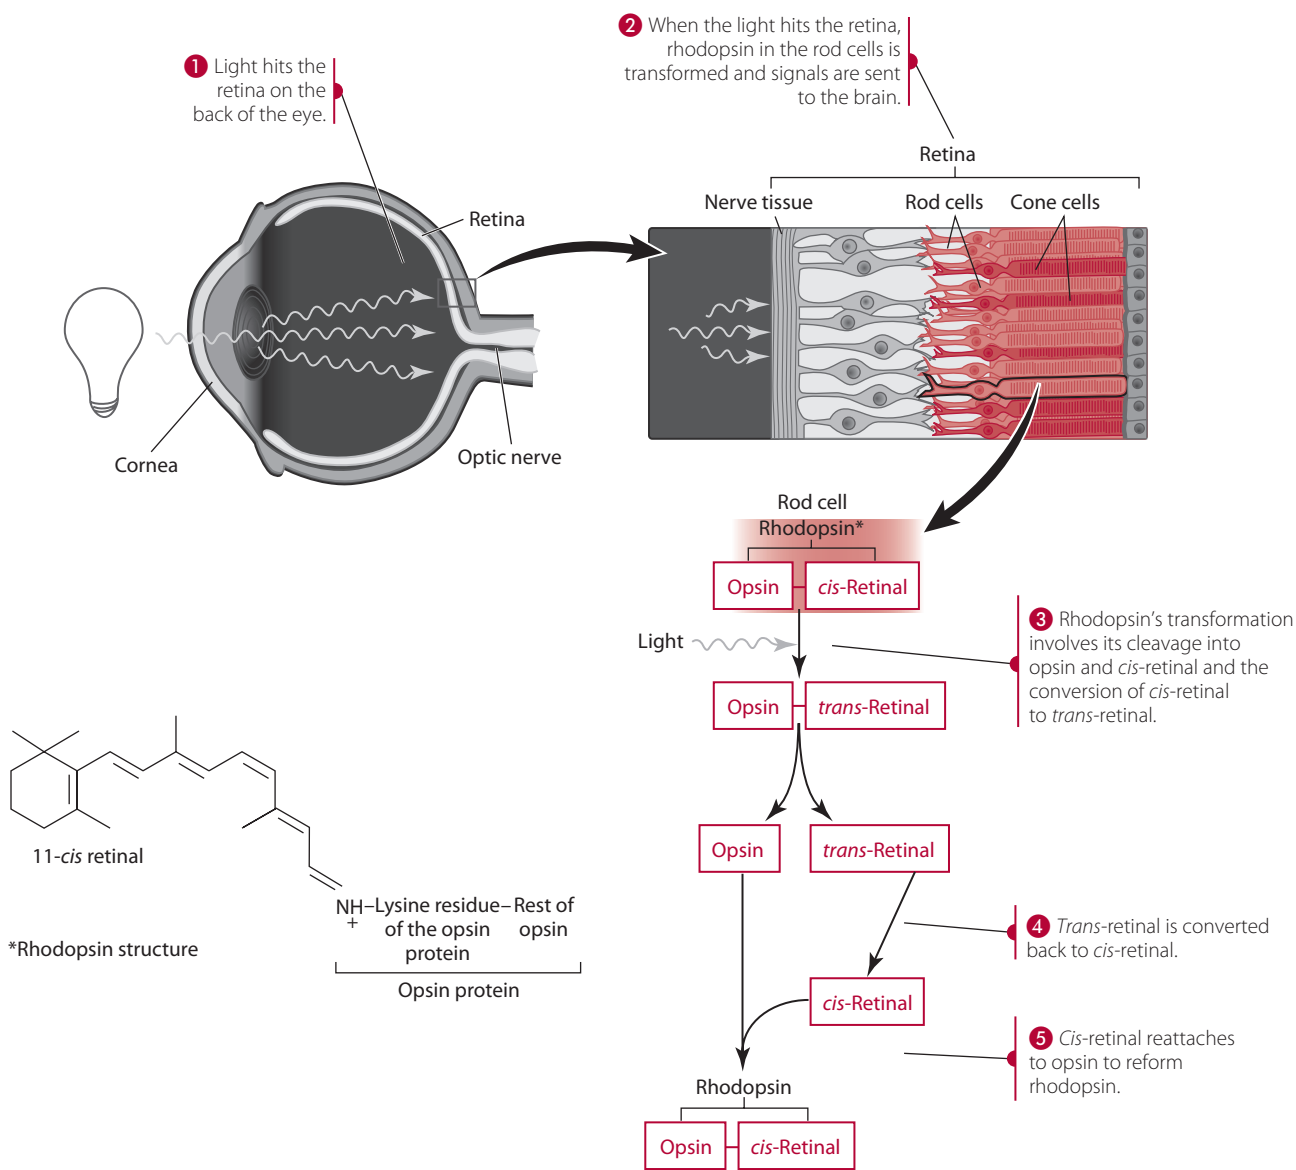 1 Light hits the
retina on the
back of the eye.
2 When the light hits the retina,
rhodopsin in the rod cells is
transformed and signals are sent
to the brain.
Retina
Nerve tissue
Rod cells
Cone cells
Retina
Cornea
Optic nerve
Rod cell
Rhodopsin*
Opsin
cis-Retinal
Light
3 Rhodopsin's transformation
involves its cleavage into
opsin and cis-retinal and the
conversion of cis-retinal
to trans-retinal.
Opsin
trans-Retinal
Opsin
trans-Retinal
11-cis retinal
NH–Lysine residue–Rest of
+ of the opsin opsin
protein
*Rhodopsin structure
Opsin protein
4 Trans-retinal is converted
back to cis-retinal.
cis-Retinal
5 Cis-retinal reattaches
to opsin to reform
rhodopsin.
Rhodopsin
Opsin
cis-Retinal